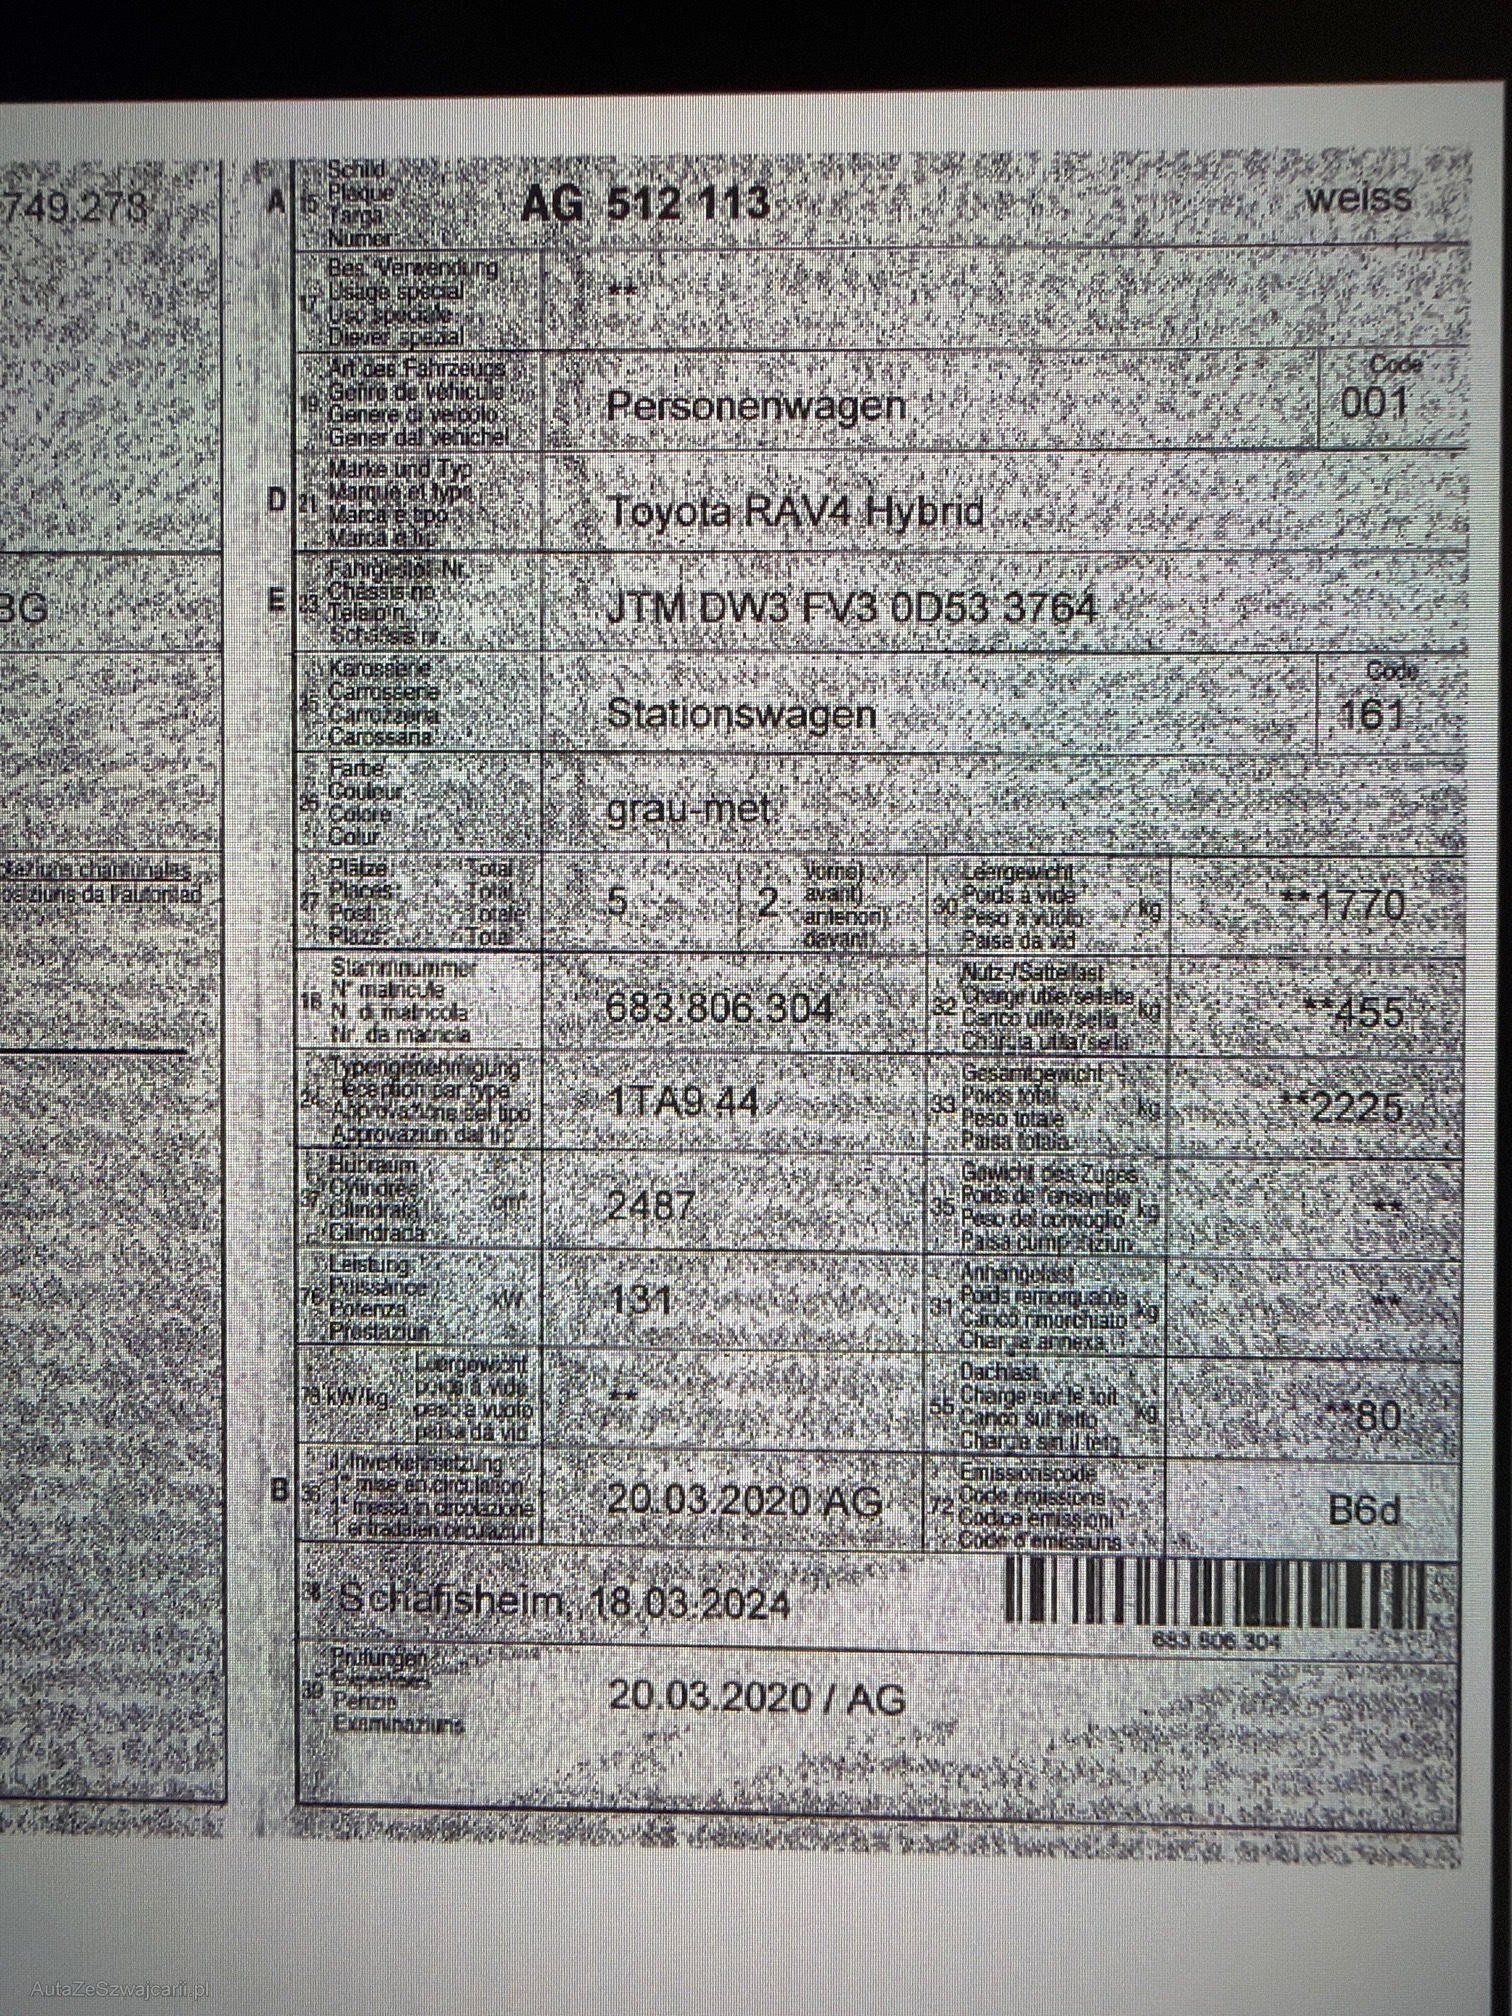 749.278
BG
A 15 Schild
Plaque
Targa
Numer
AG 512 113 weiss
17 Bes. Verwendung
Usage spécial
Uso speciale
Diever spezial
**
19 Art des Fahrzeugs
Genre de véhicule
Genere di veicolo
Gener dal vehichel
Personenwagen
Code
001
D 21 Marke und Typ
Marque et type
Marca e tipo
Marca e tip
Toyota RAV4 Hybrid
E 23 Fahrgestell-Nr.
Châssis no
Telaio n.
Schassis nr.
JTM DW3 FV3 0D53 3764
25 Karosserie
Carrosserie
Carrozzeria
Carossaria
Stationswagen
Code
161
26 Farbe
Couleur
Colore
Colur
grau-met.
27 Plätze Total
Places Total
Posti Totale
Plazs Total
5
2
vorne)
avant)
anteriori)
davant)
30 Leergewicht
Poids à vide
Peso a vuoto
Paisa da vid
kg
**1770
18 Stammnummer
N° matricule
N. di matricola
Nr. da matricla
683.806.304
32 Nutz-/Sattellast
Charge utile/sellette
Carico utile/sella
Chargia utila/sella
kg
**455
24 Typengenehmigung
Réception par type
Approvazione del tipo
Approvaziun dal tip
1TA9 44
33 Gesamtgewicht
Poids total
Peso totale
Paisa totala
kg
**2225
37 Hubraum
Cylindrée
Cilindrata
Cilindrada
cm³
2487
35 Gewicht des Zuges
Poids de l'ensemble
Peso del convoglio
kg
**
76 Leistung
Puissance
Potenza
Prestaziun
kW
131
31 Anhängelast
Poids remorquable
Carico rimorchiato
Chargia annexa
kg
**
78 kW/kg
Leergewicht
poids à vide
peso a vuoto
paisa da vid
**
55 Dachlast
Charge sur le toit
Carico sul tetto
Chargia sin il tetg
kg
**80
B 36 1. Inverkehrsetzung
1re mise en circulation
1a messa in circolazione
1. entrada en circulaziun
20.03.2020 AG
72 Emissionscode
Code émissions
Codice emissioni
Code d'emissiuns
B6d
38 Schafisheim, 18.03.2024
683 806 304
39 Prüfungen
Expertises
Perizie
Examinaziuns
20.03.2020 / AG
AutaZeSzwajcarii.pl